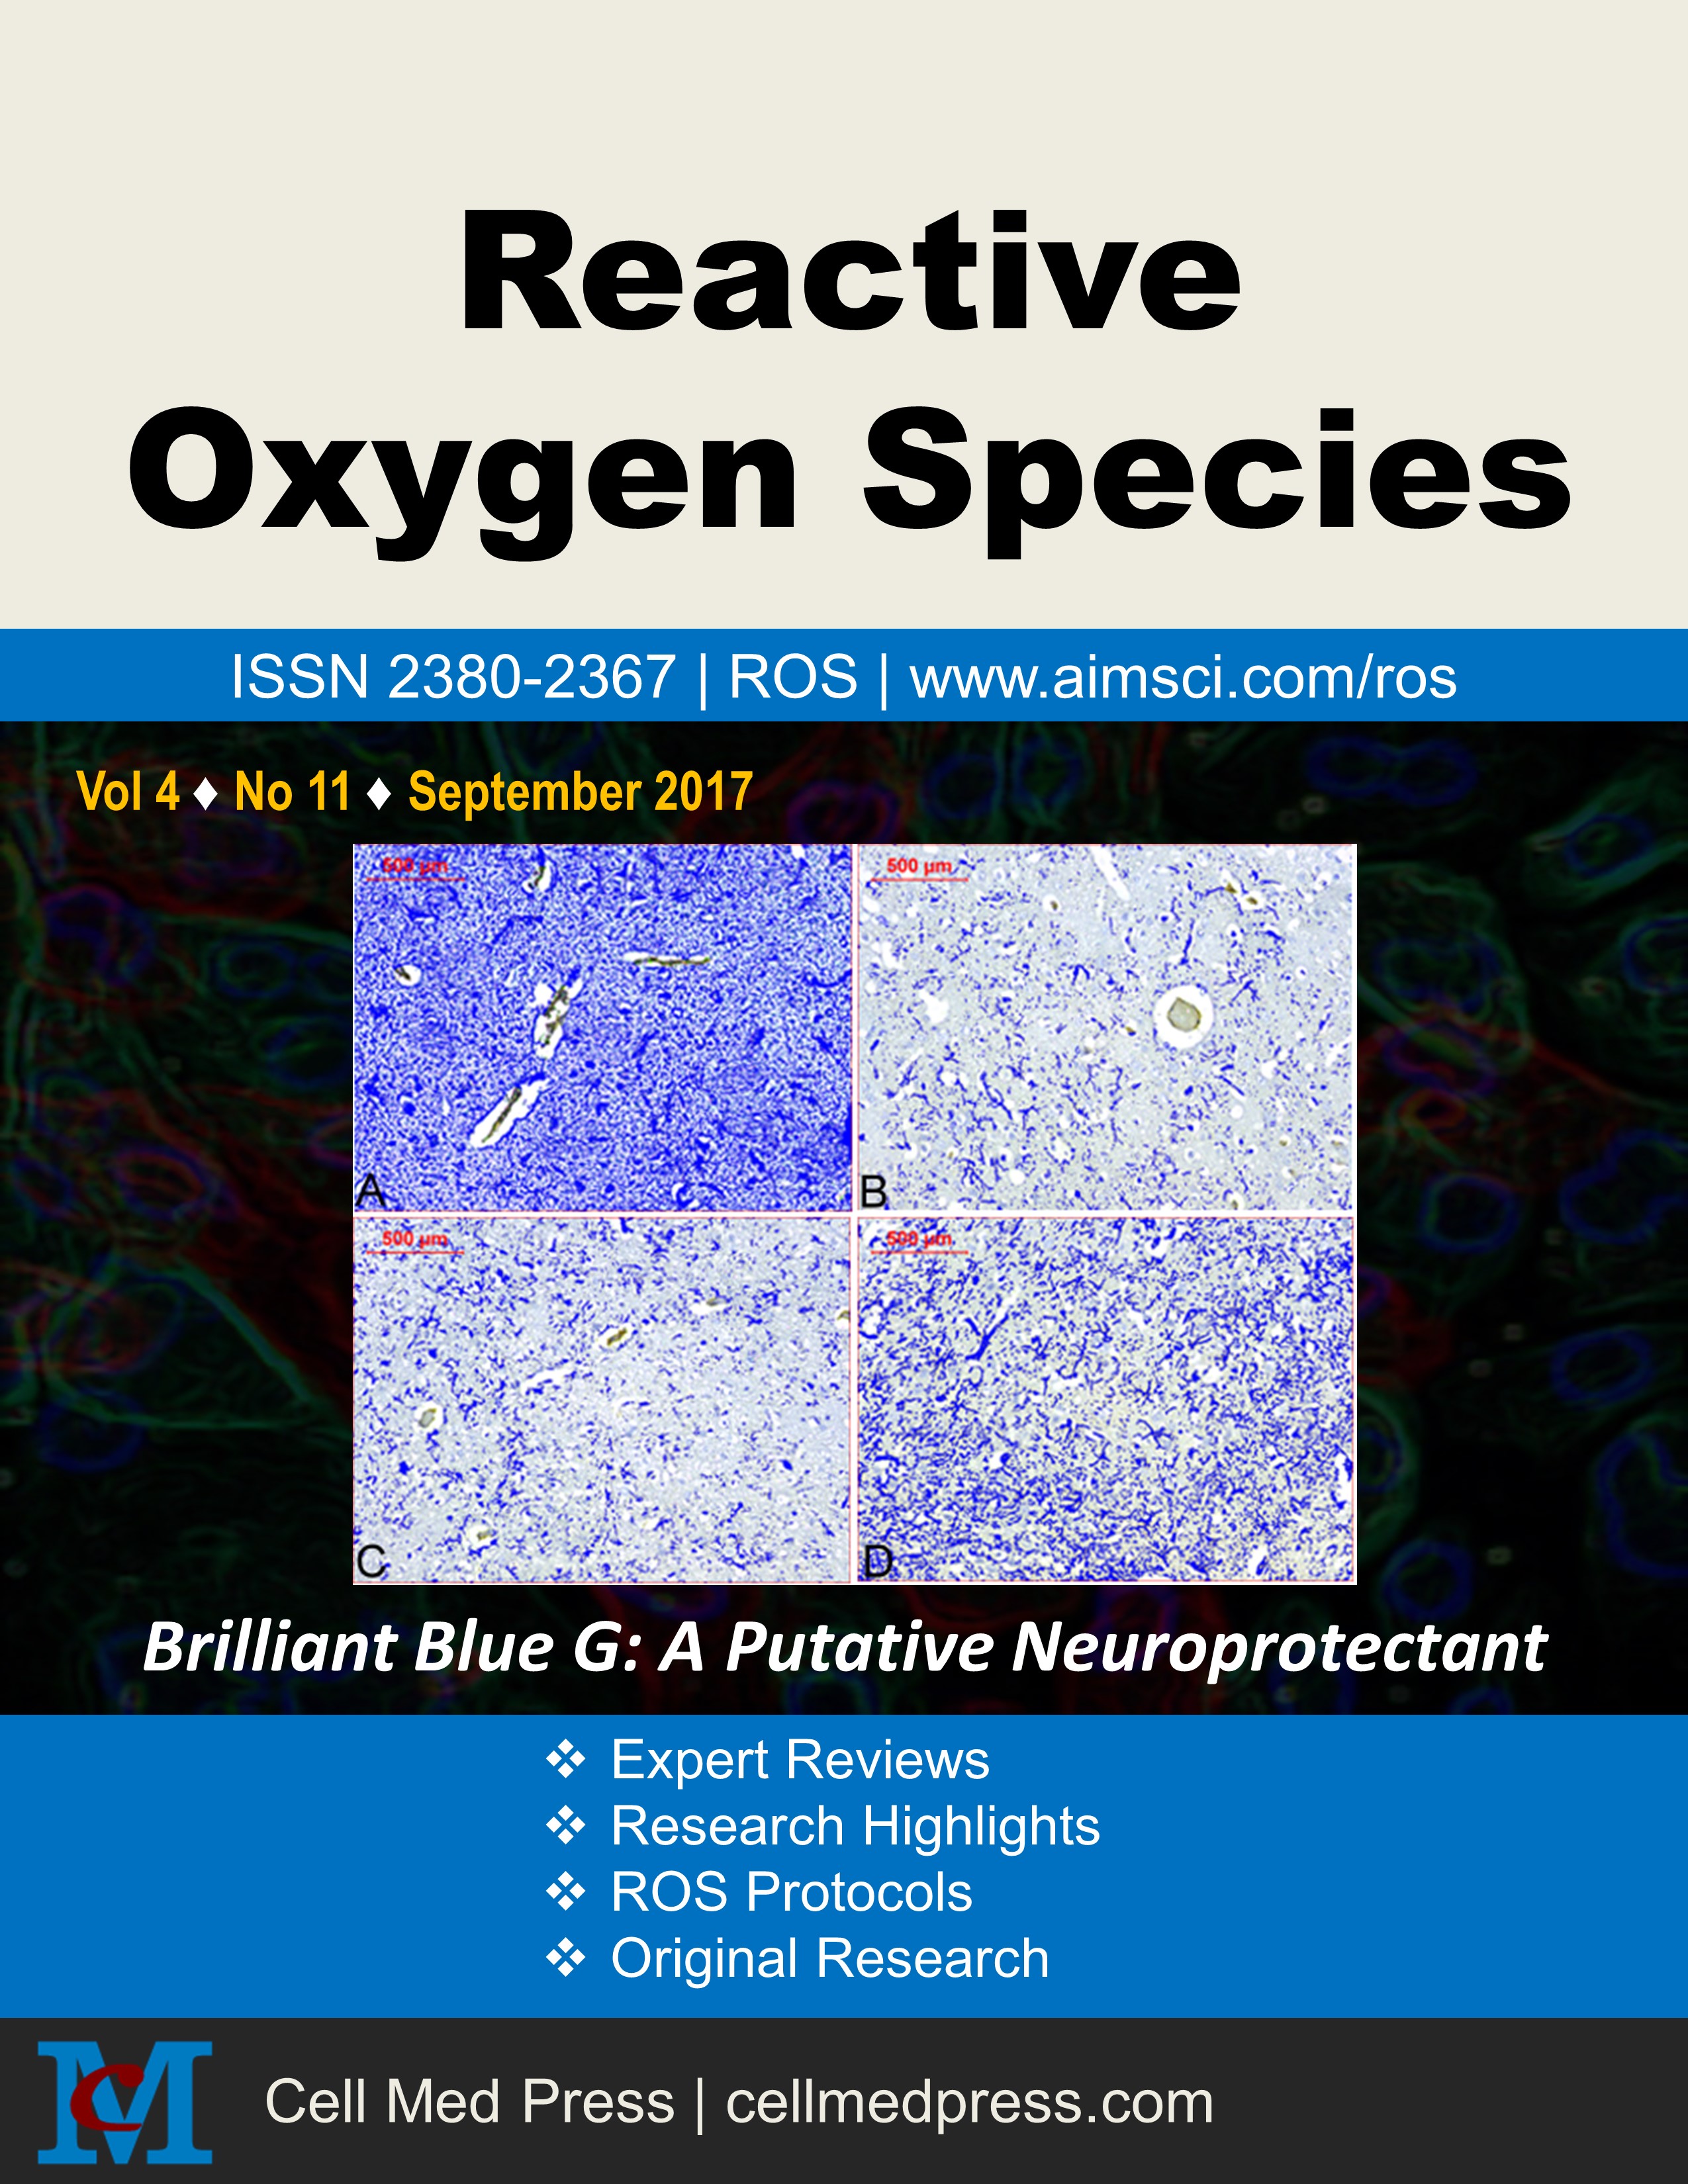 Reactive
Oxygen Species
ISSN 2380-2367 | ROS | www.aimsci.com/ros
Vol 4 ♦ No 11 ♦ September 2017
500 µm
500 µm
A
B
500 µm
500 µm
C
D
Brilliant Blue G: A Putative Neuroprotectant
❖ Expert Reviews
❖ Research Highlights
❖ ROS Protocols
❖ Original Research
MC
Cell Med Press | cellmedpress.com